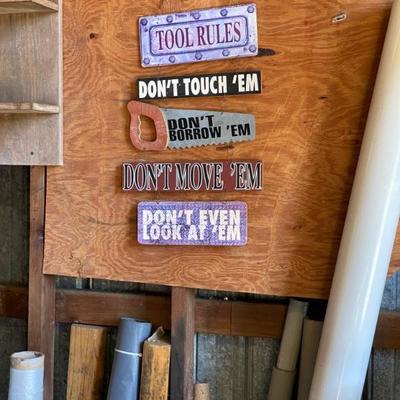 TOOL RULES
DON'T TOUCH 'EM
DON'T
BORROW 'EM
DON'T MOVE 'EM
DON'T EVEN
LOOK AT 'EM